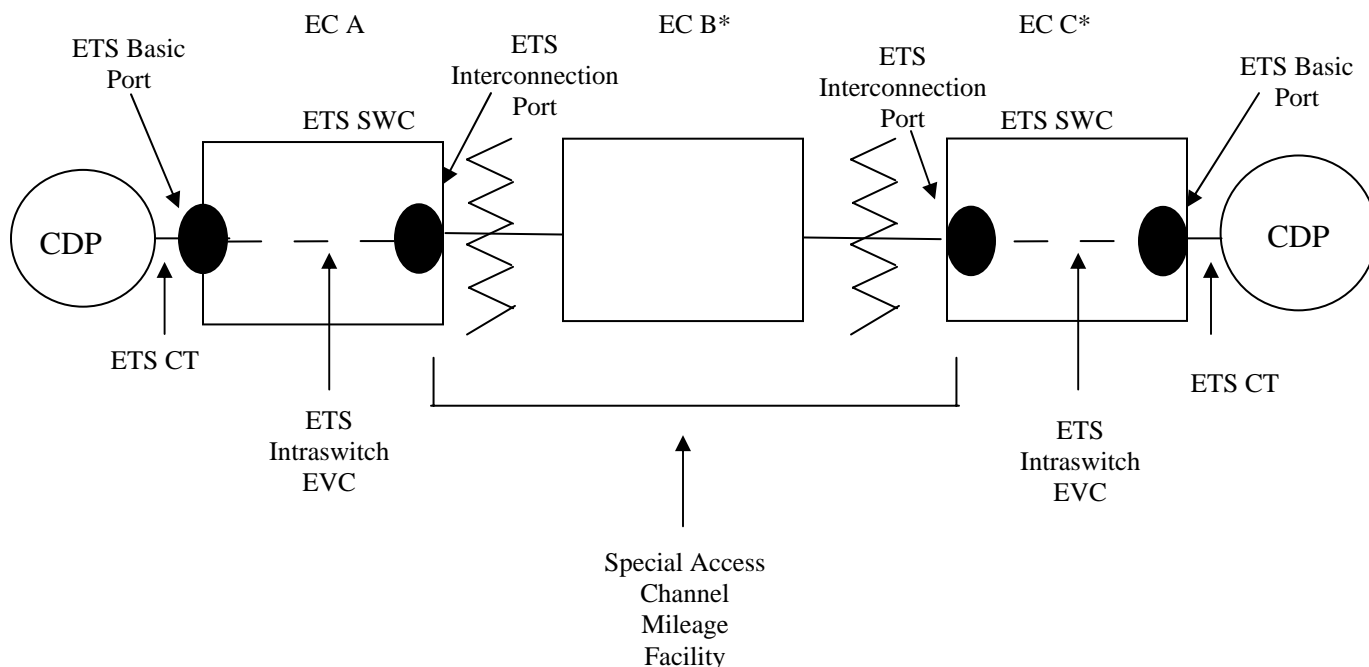 EC A
EC B*
EC C*
ETS Basic
Port
ETS
Interconnection
Port
ETS
Interconnection
Port
ETS Basic
Port
ETS SWC
ETS SWC
CDP
CDP
ETS CT
ETS CT
ETS
Intraswitch
EVC
ETS
Intraswitch
EVC
Special Access
Channel
Mileage
Facility